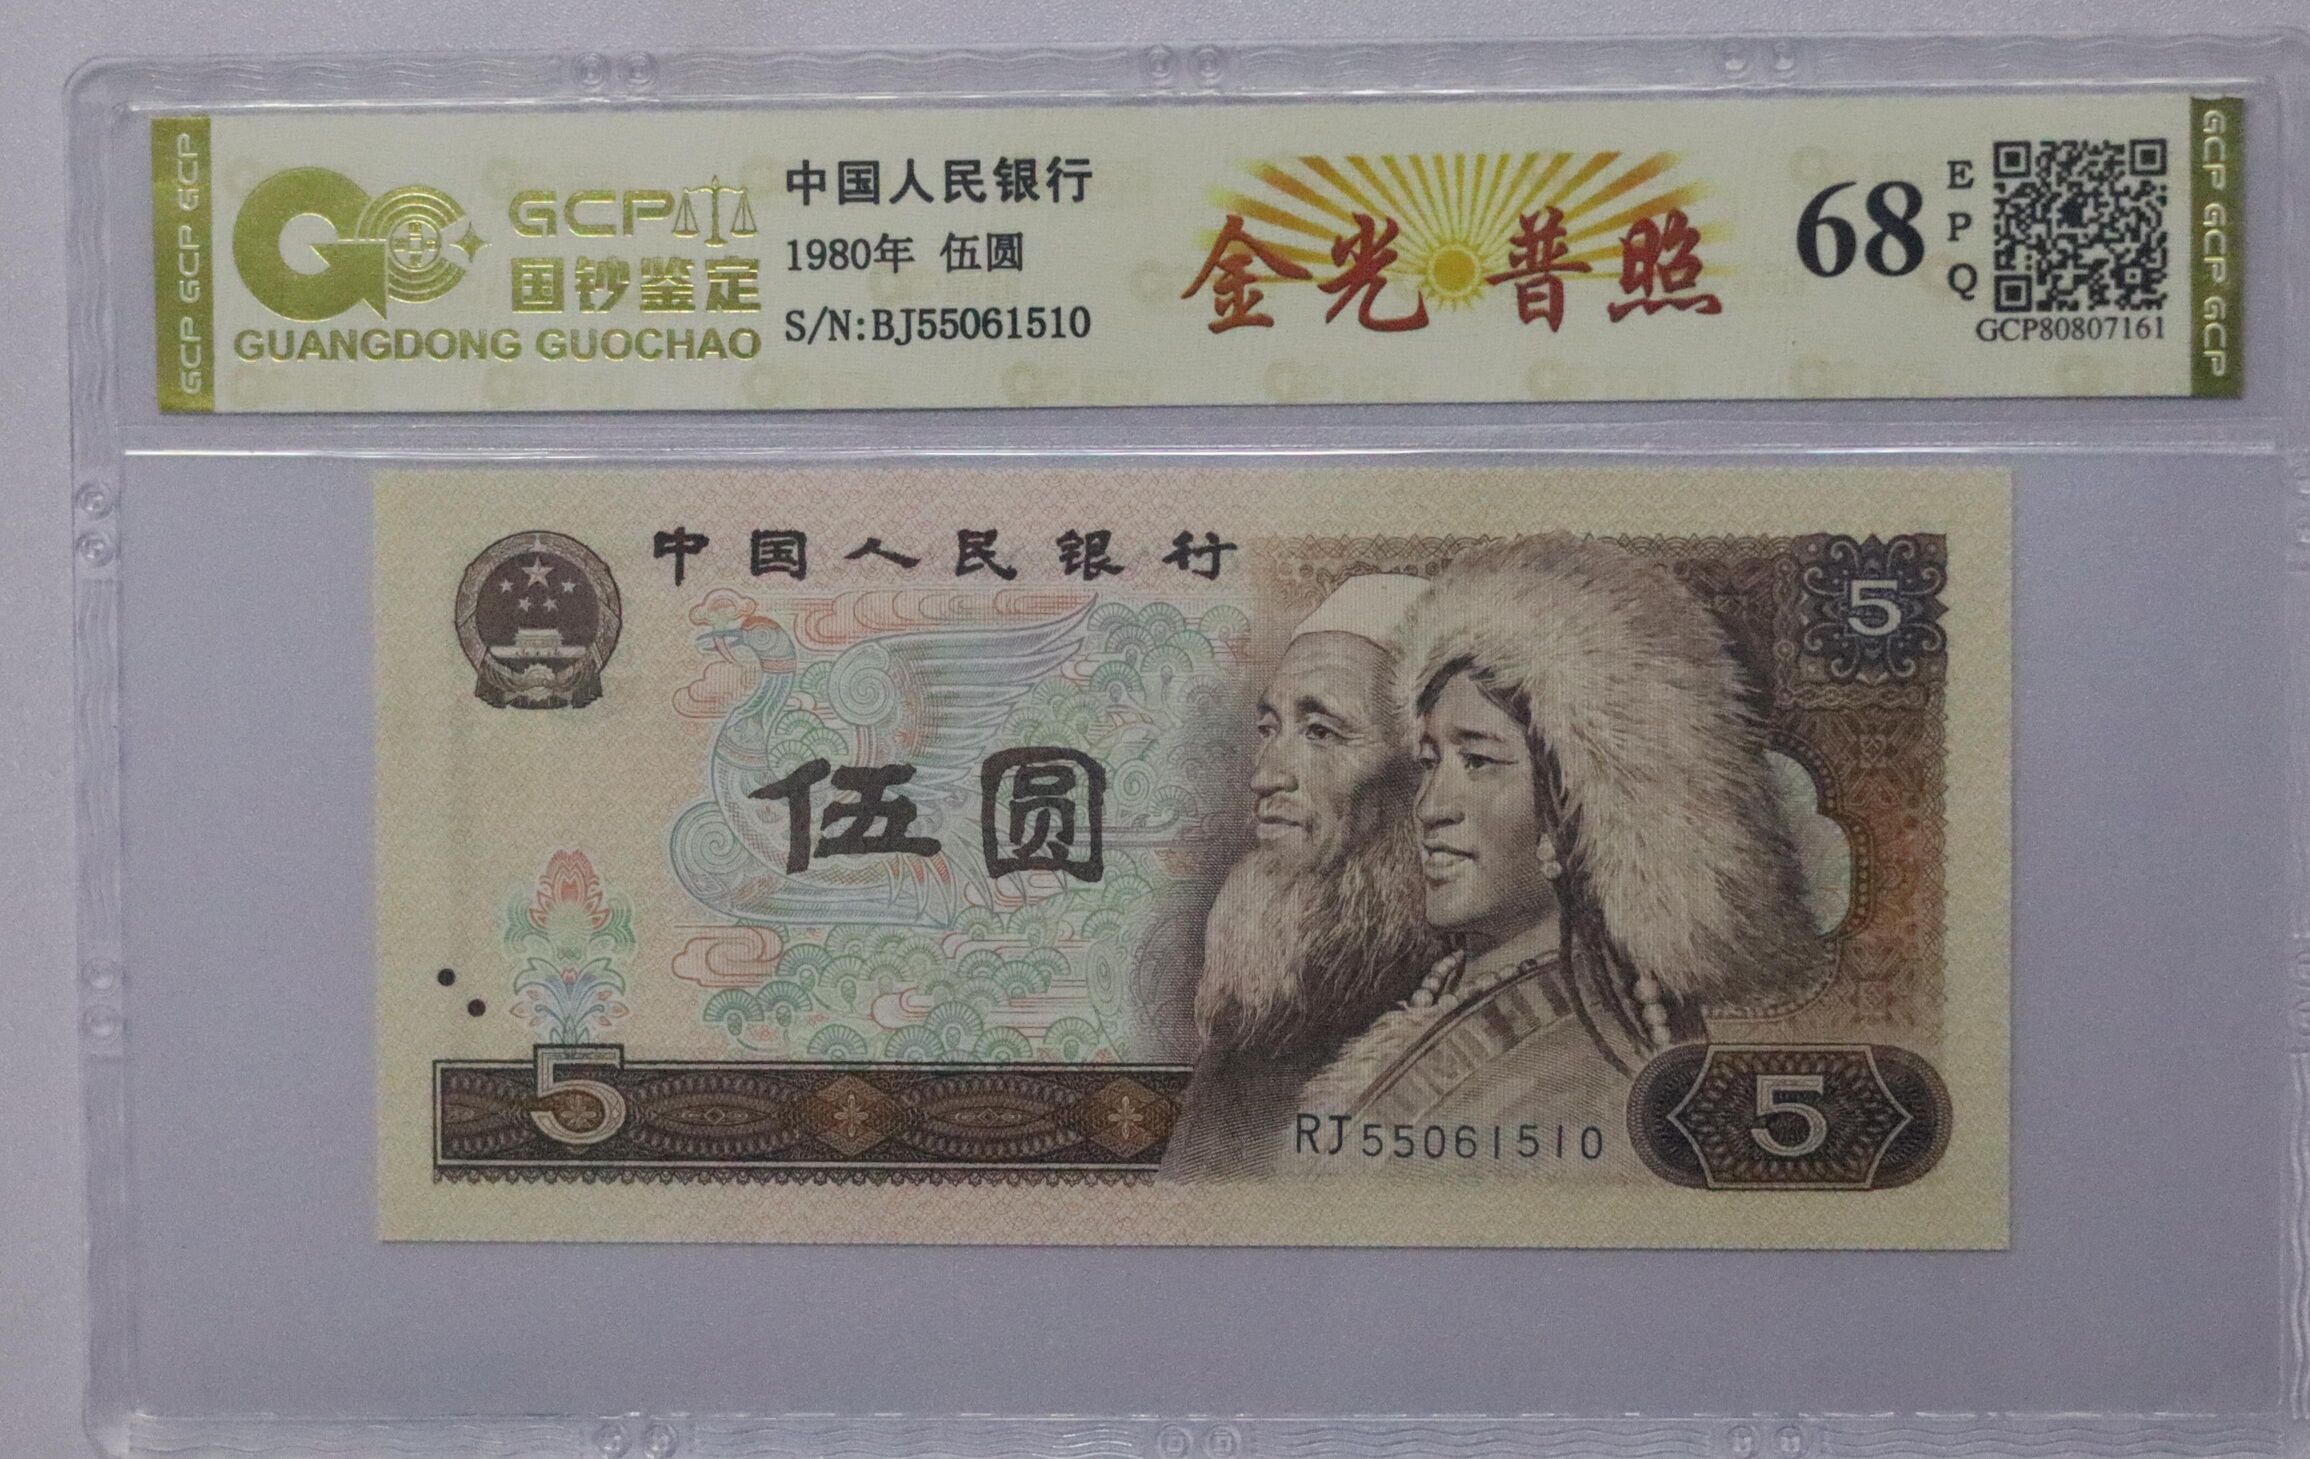 GCP GCP GCP
GCP
国钞鉴定
GUANGDONG GUOCHAO
中国人民银行
1980年 伍圆
S/N:BJ55061510
金光普照
68
EPQ
GCP80807161
GCP GCP GCP GCP
中国人民银行
5
伍圆
5
5
RJ55061510